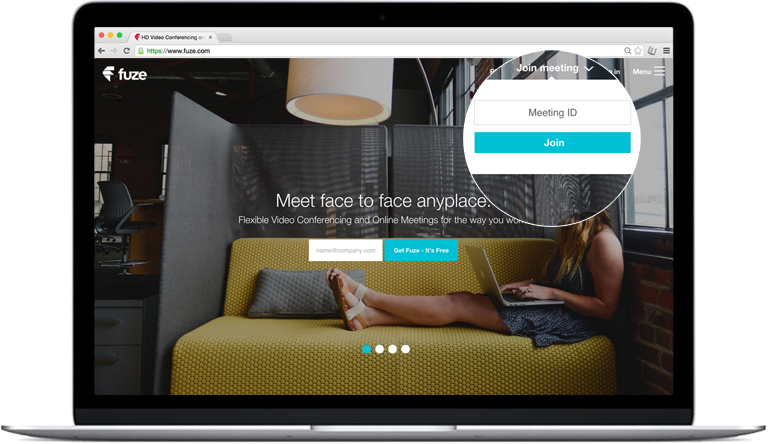 HD Video Conferencing an
https://www.fuze.com
fuze
Join meeting
in
Menu
Meeting ID
Join
Meet face to face anyplace.
Flexible Video Conferencing and Online Meetings for the way you wor
name@company.com
Get Fuze - It's Free